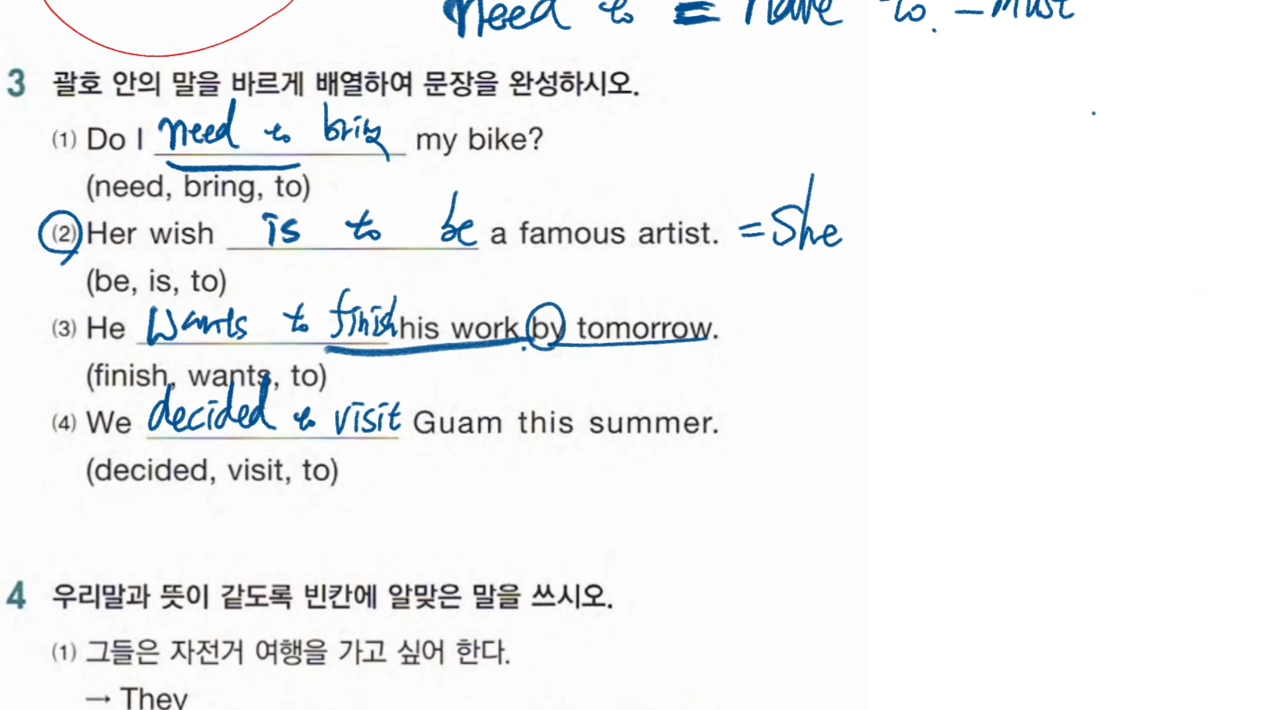 need to = have to = must
3 괄호 안의 말을 바르게 배열하여 문장을 완성하시오.
(1) Do I need to bring my bike?
(need, bring, to)
(2) Her wish is to be a famous artist. = She
(be, is, to)
(3) He wants to finish his work by tomorrow.
(finish, wants, to)
(4) We decided to visit Guam this summer.
(decided, visit, to)
4 우리말과 뜻이 같도록 빈칸에 알맞은 말을 쓰시오.
(1) 그들은 자전거 여행을 가고 싶어 한다.
→ They